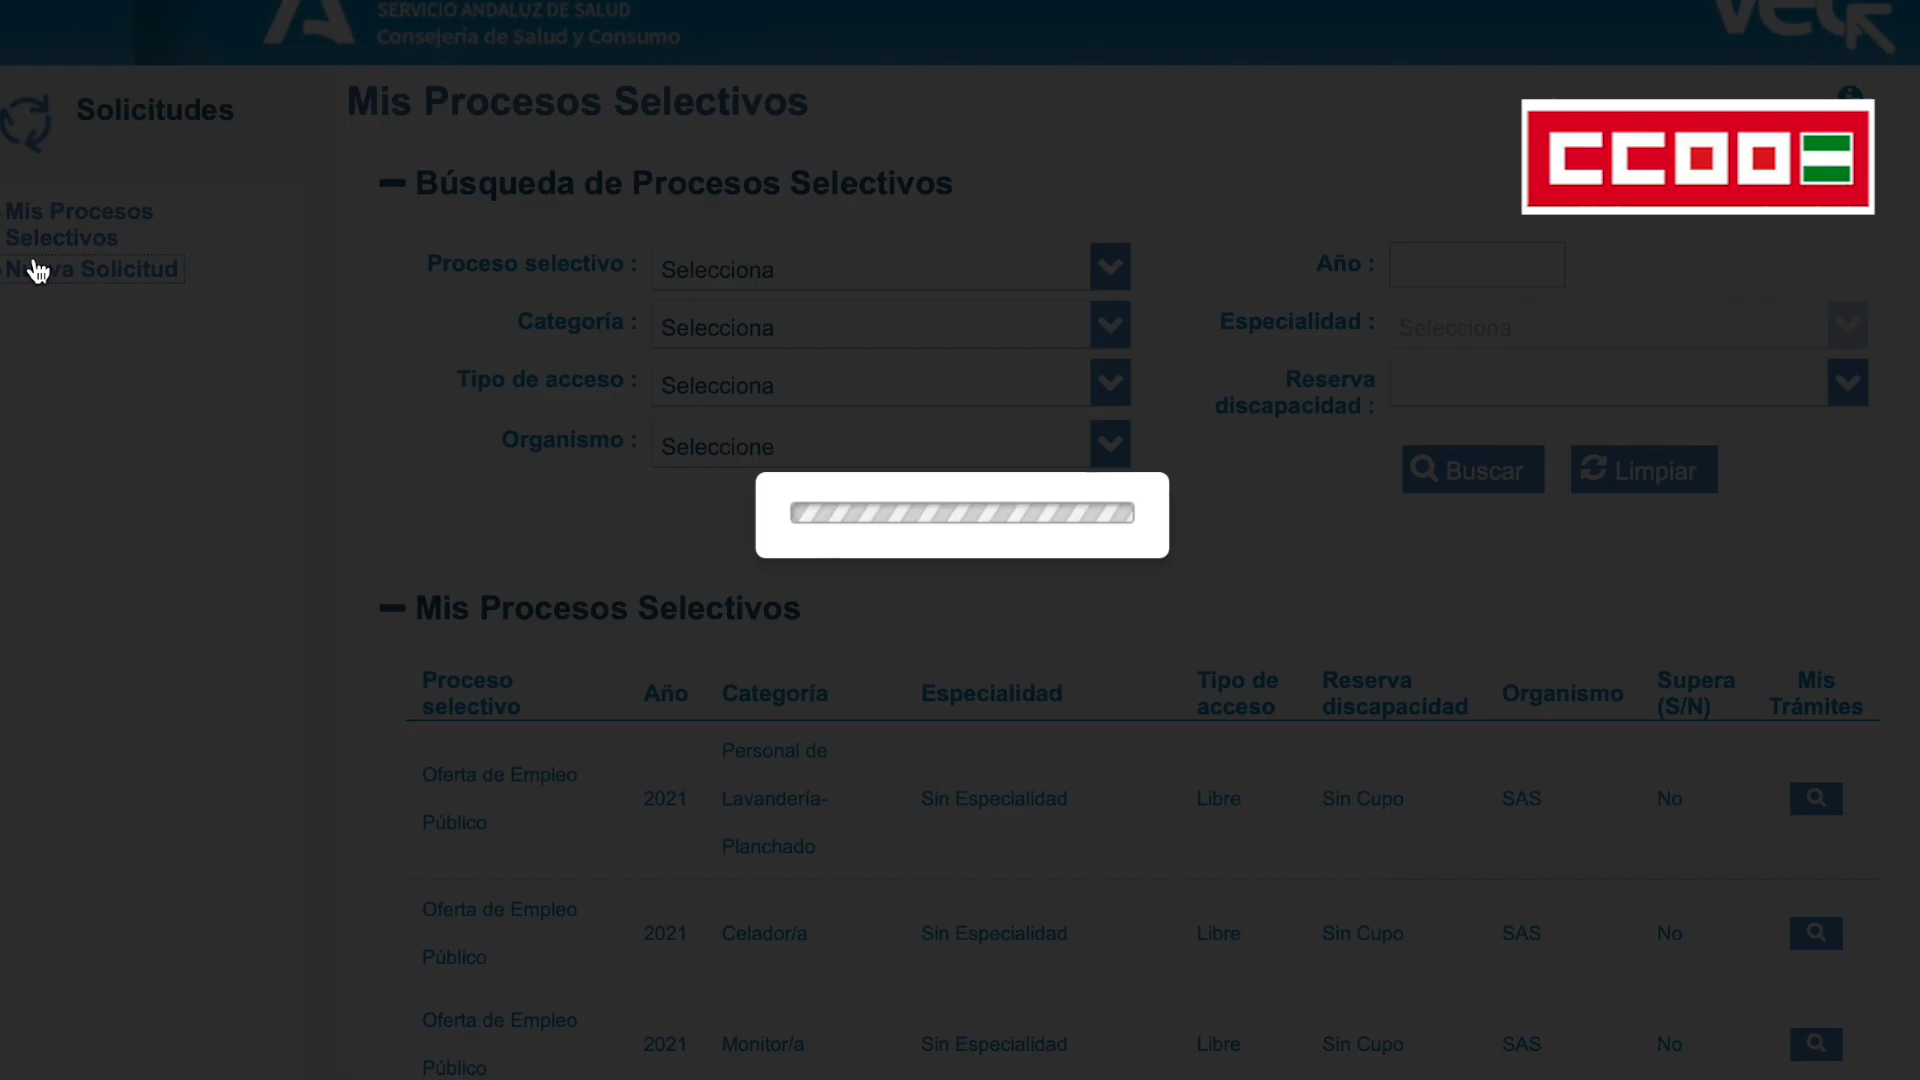 SERVICIO ANDALUZ DE SALUD
Consejería de Salud y Consumo
Solicitudes
Mis Procesos
Selectivos
Nueva Solicitud
Mis Procesos Selectivos
CCOO
Búsqueda de Procesos Selectivos
Proceso selectivo : Selecciona Año :
Categoría : Selecciona Especialidad : Selecciona
Tipo de acceso : Selecciona Reserva
discapacidad :
Organismo : Seleccione
Buscar Limpiar
Mis Procesos Selectivos
Proceso Tipo de Reserva Supera Mis
selectivo Año Categoría Especialidad acceso discapacidad Organismo (S/N) Trámites
Personal de
Oferta de Empleo
2021 Lavandería- Sin Especialidad Libre Sin Cupo SAS No
Público
Planchado
Oferta de Empleo
2021 Celador/a Sin Especialidad Libre Sin Cupo SAS No
Público
Oferta de Empleo
2021 Monitor/a Sin Especialidad Libre Sin Cupo SAS No
Público